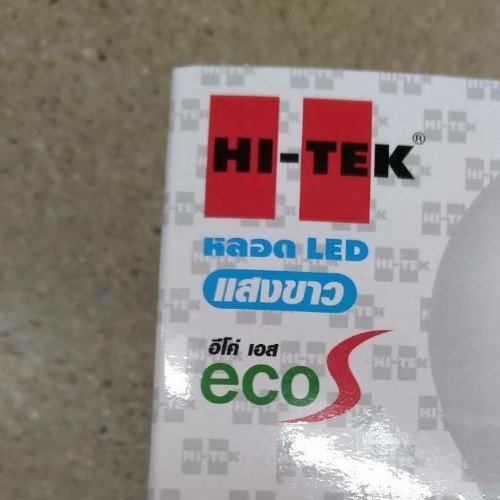 HI-TEK®
หลอด LED
แสงขาว
อีโค่ เอส
eco S